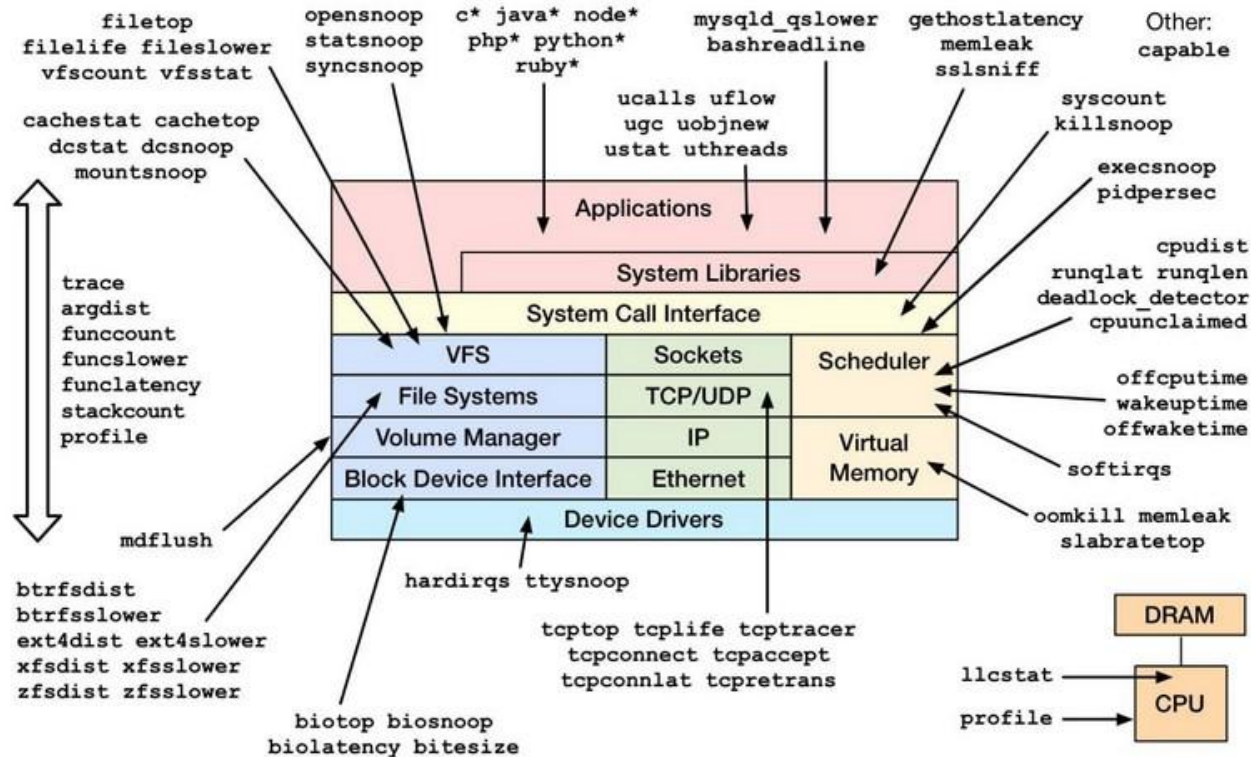 filetop
filelife fileslower
vfscount vfsstat
opensnoop
statsnoop
syncsnoop
c* java* node*
php* python*
ruby*
mysqld_qslower
bashreadline
gethostlatency
memleak
sslsniff
Other:
capable
cachestat cachetop
dcstat dcsnoop
mountsnoop
ucalls uflow
ugc uobjnew
ustat uthreads
syscount
killsnoop
execsnoop
pidpersec
cpudist
runqlat runqlen
deadlock_detector
cpuunclaimed
offcputime
wakeuptime
offwaketime
softirqs
trace
argdist
funccount
funcslower
funclatency
stackcount
profile
Applications
System Libraries
System Call Interface
VFS
Sockets
Scheduler
File Systems
TCP/UDP
Volume Manager
IP
Virtual
Memory
Block Device Interface
Ethernet
Device Drivers
mdflush
hardirqs ttysnoop
oomkill memleak
slabratetop
btrfsdist
btrfsslower
ext4dist ext4slower
xfsdist xfsslower
zfsdist zfsslower
tcptop tcplife tcptracer
tcpconnect tcpaccept
tcpconnlat tcpretrans
biotop biosnoop
biolatency bitesize
DRAM
llcstat
CPU
profile